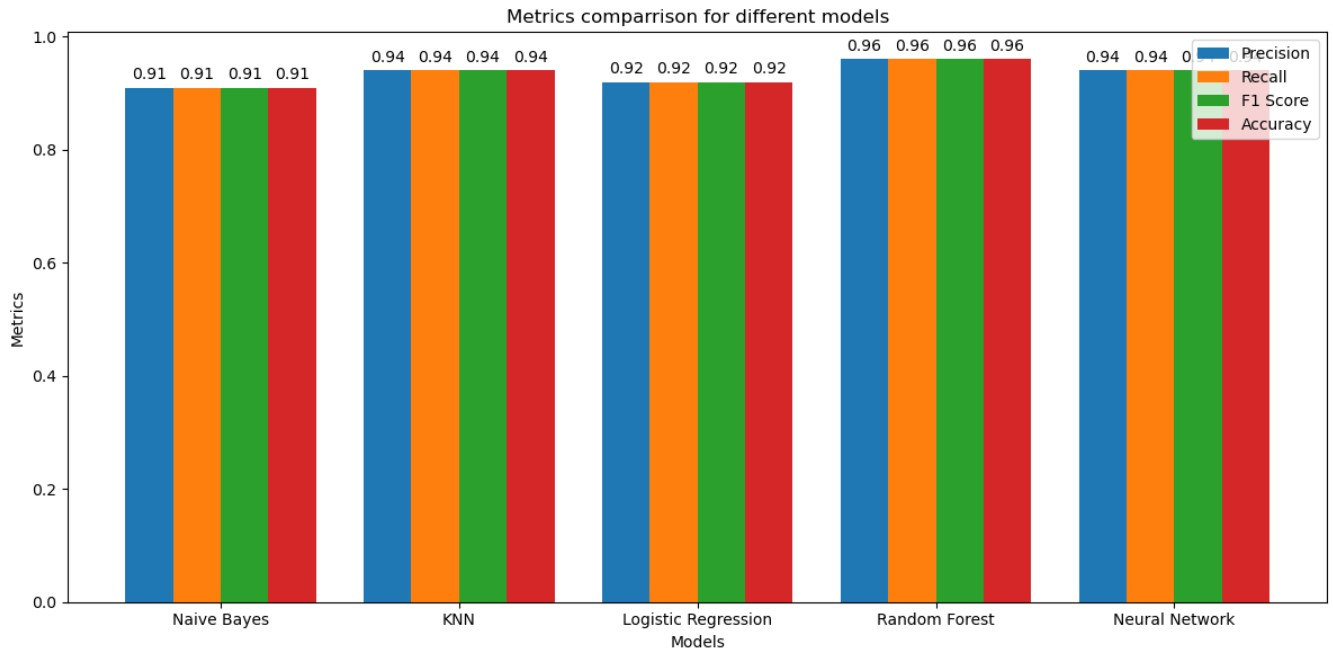 Metrics comparrison for different models
1.0
0.8
0.6
0.4
0.2
0.0
Metrics
0.91 0.91 0.91 0.91
0.94 0.94 0.94 0.94
0.92 0.92 0.92 0.92
0.96 0.96 0.96 0.96
0.94 0.94
Precision
Recall
F1 Score
Accuracy
Naive Bayes
KNN
Logistic Regression
Random Forest
Neural Network
Models